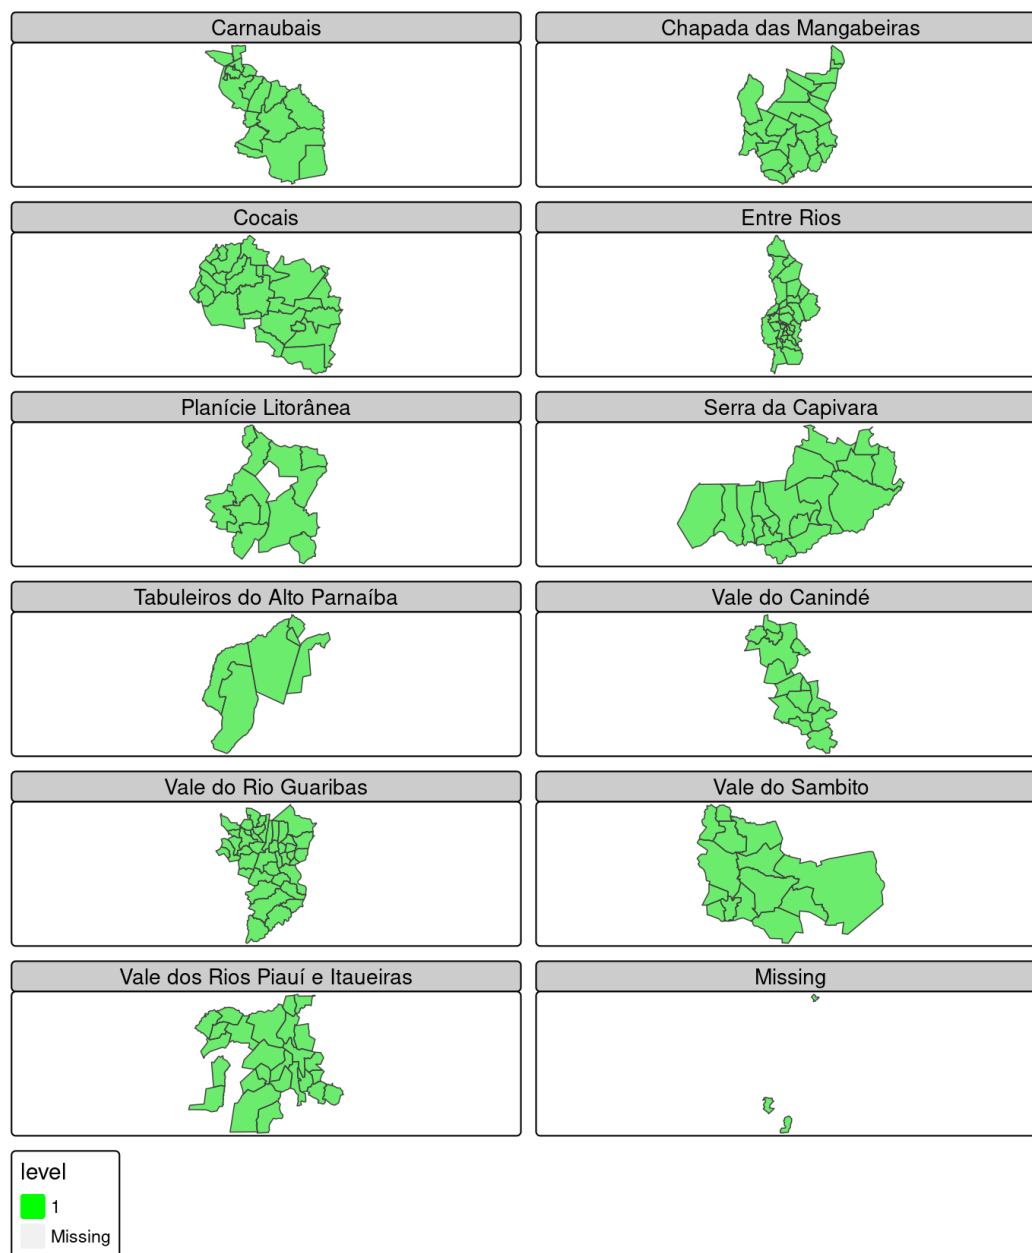 Carnaubais
Chapada das Mangabeiras
Cocais
Entre Rios
Planície Litorânea
Serra da Capivara
Tabuleiros do Alto Parnaíba
Vale do Canindé
Vale do Rio Guaribas
Vale do Sambito
Vale dos Rios Piauí e Itaueiras
Missing
level
1
Missing